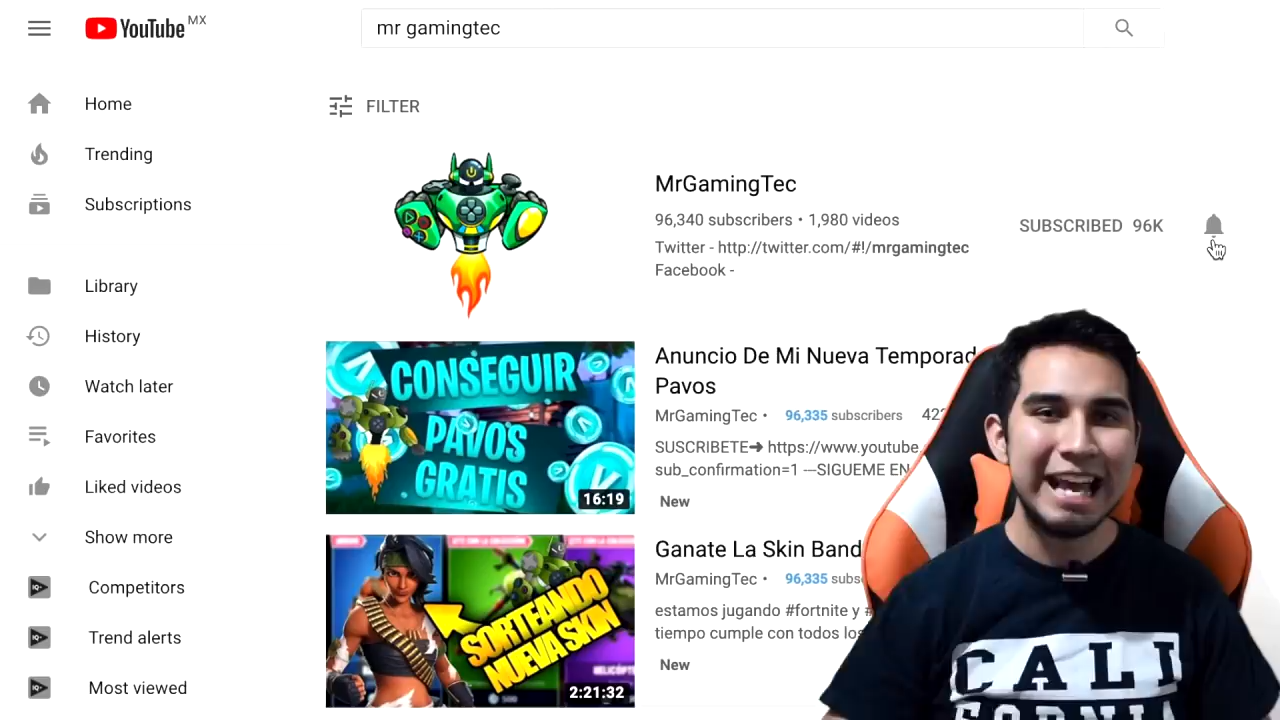 YouTube MX
mr gamingtec
Home
Trending
Subscriptions
Library
History
Watch later
Favorites
Liked videos
Show more
Competitors
Trend alerts
Most viewed
FILTER
MrGamingTec
96,340 subscribers • 1,980 videos
Twitter - http://twitter.com/#!/mrgamingtec
Facebook -
SUBSCRIBED 96K
CONSEGUIR
PAVOS
GRATIS
16:19
Anuncio De Mi Nueva Temporad
Pavos
MrGamingTec • 96,335 subscribers
SUSCRIBETE➜ https://www.youtube.
sub_confirmation=1 ---SIGUEME EN
New
SORTEANDO
NUEVA SKIN
2:21:32
Ganate La Skin Band
MrGamingTec • 96,335 subs
estamos jugando #fortnite y #
tiempo cumple con todos los
New
CALI
FORNIA